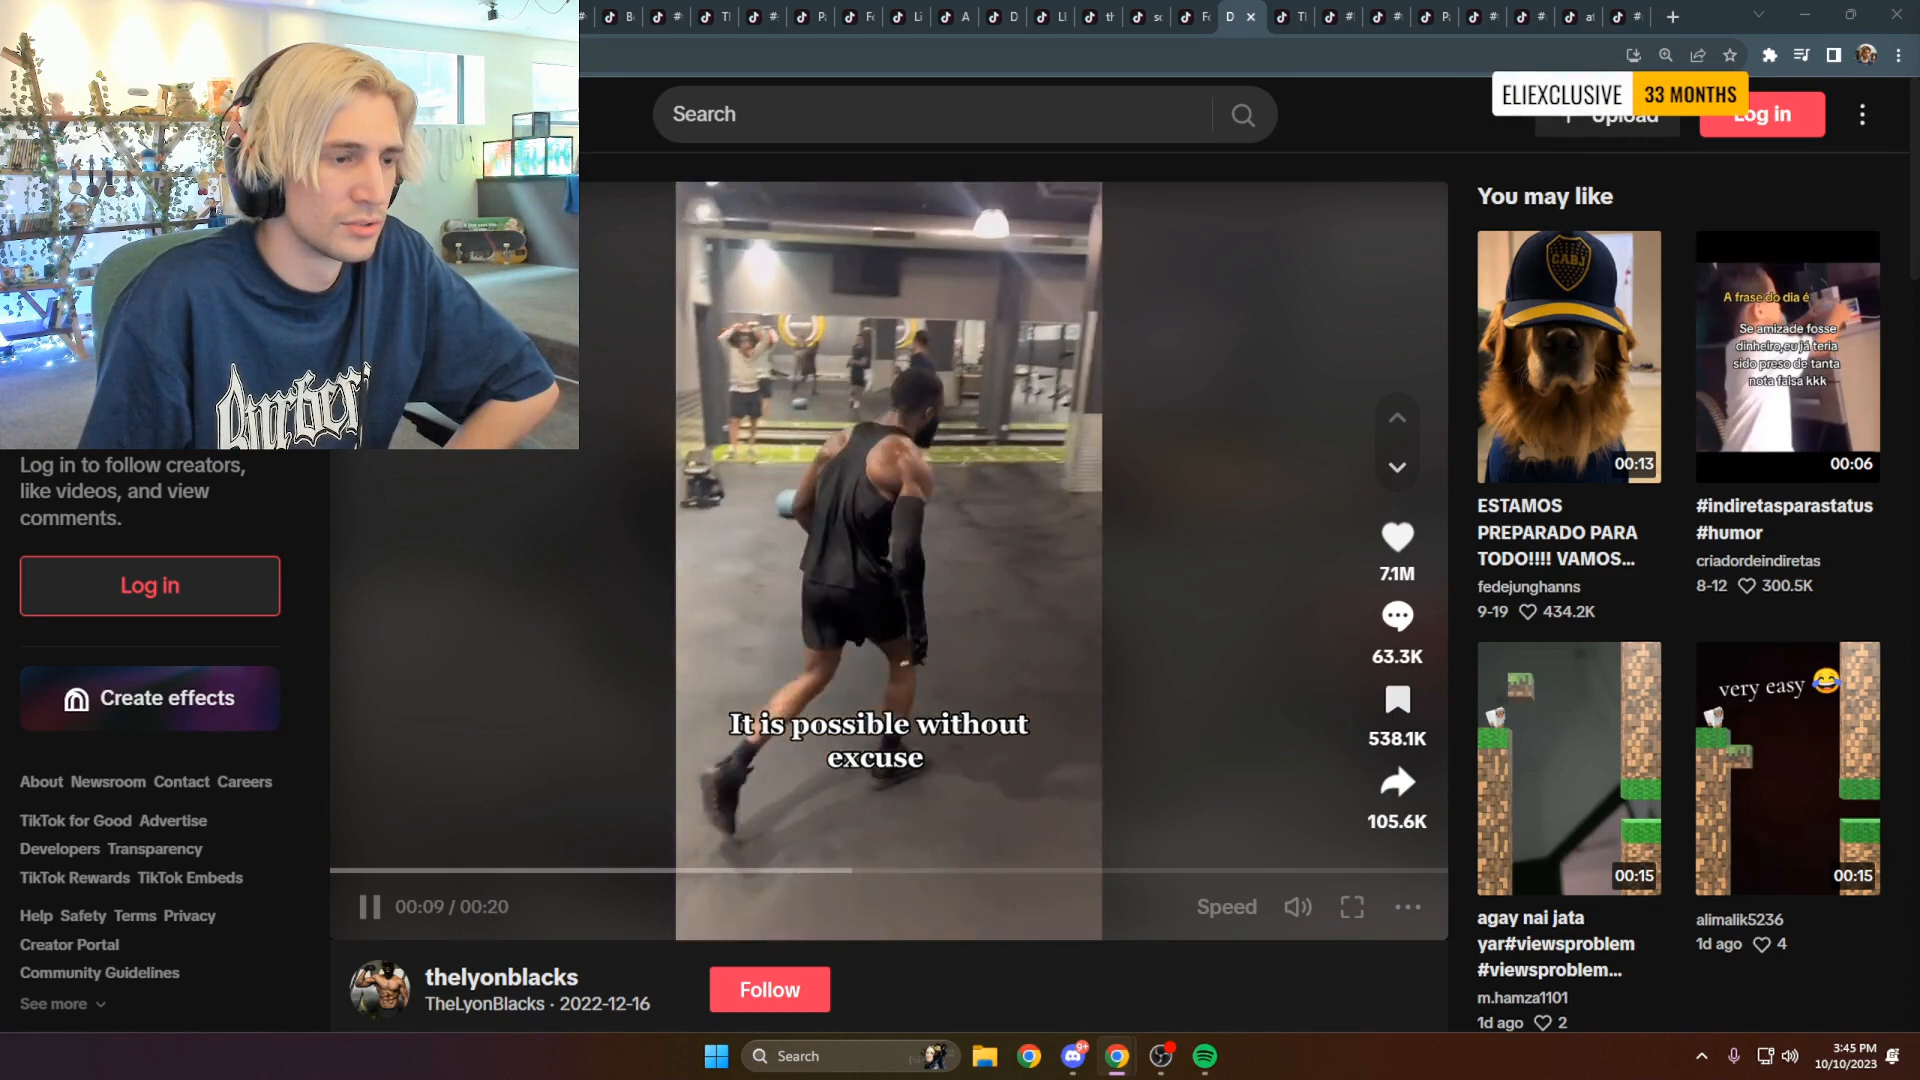 ELIEXCLUSIVE 33 MONTHS
Search
Upload
Log in
You may like
CABJ
00:13
A frase do dia é
Se amizade fosse
dinheiro,eu já teria
sido preso de tanta
nota falsa kkk
00:06
ESTAMOS
PREPARADO PARA
TODO!!!! VAMOS...
fedejunghanns
9-19 434.2K
#indiretasparastatus
#humor
criadordeindiretas
8-12 300.5K
Log in to follow creators,
like videos, and view
comments.
Log in
Create effects
About Newsroom Contact Careers
TikTok for Good Advertise
Developers Transparency
TikTok Rewards TikTok Embeds
Help Safety Terms Privacy
Creator Portal
Community Guidelines
See more
It is possible without
excuse
7.1M
63.3K
538.1K
105.6K
00:09 / 00:20
Speed
thelyonblacks
TheLyonBlacks · 2022-12-16
Follow
00:15
very easy 😂
00:15
agay nai jata
yar#viewsproblem
#viewsproblem...
m.hamza1101
1d ago 2
alimalik5236
1d ago 4
Search
9+
3:45 PM
10/10/2023